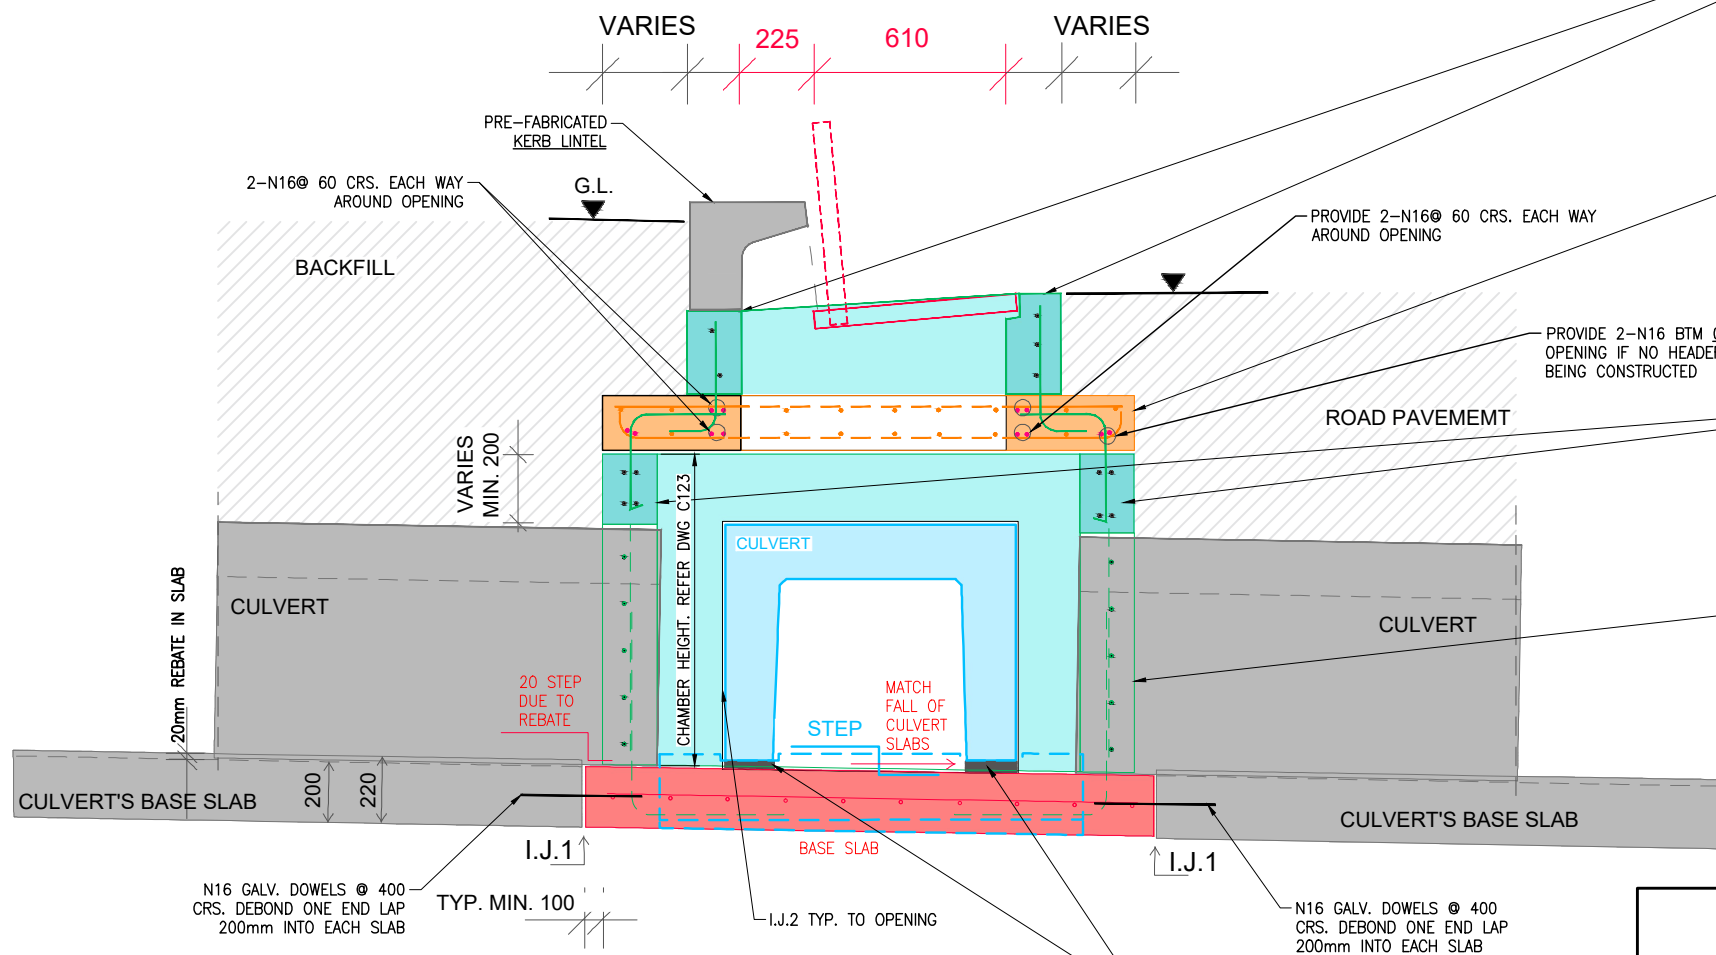 VARIES
225
610
VARIES
PRE-FABRICATED
KERB LINTEL
2-N16@ 60 CRS. EACH WAY
AROUND OPENING
G.L.
BACKFILL
PROVIDE 2-N16@ 60 CRS. EACH WAY
AROUND OPENING
PROVIDE 2-N16 BTM
OPENING IF NO HEADER
BEING CONSTRUCTED
ROAD PAVEMEMT
VARIES
MIN. 200
CHAMBER HEIGHT. REFER DWG C123
CULVERT
20mm REBATE IN SLAB
CULVERT
CULVERT
20 STEP
DUE TO
REBATE
MATCH
FALL OF
CULVERT
SLABS
STEP
200
220
CULVERT'S BASE SLAB
CULVERT'S BASE SLAB
BASE SLAB
I.J.1
I.J.1
N16 GALV. DOWELS @ 400
CRS. DEBOND ONE END LAP
200mm INTO EACH SLAB
TYP. MIN. 100
I.J.2 TYP. TO OPENING
N16 GALV. DOWELS @ 400
CRS. DEBOND ONE END LAP
200mm INTO EACH SLAB